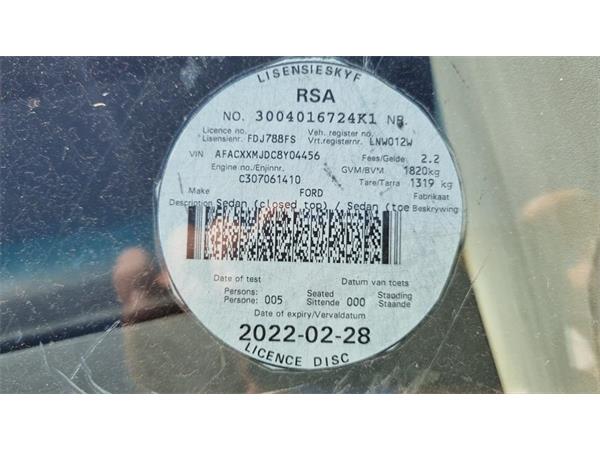 LISENSIESKYF
RSA
NO. 3004016724K1 NR.
Licence no. Veh. register no.
Lisensienr. FDJ788FS Vrt.registernr. LNW012W
VIN AFACXXMJDC8Y04456 Fees/Gelde 2.2
Engine no./Enjinnr. GVM/BVM 1820kg
C307061410 Tare/Tarra 1319 kg
Make FORD Fabrikaat
Description Sedan (closed top) / Sedan (toe Beskrywing
Date of test Datum van toets
Persons: Seated Standing
Persone: 005 Sittende 000 Staande
Date of expiry/Vervaldatum
2022-02-28
LICENCE DISC